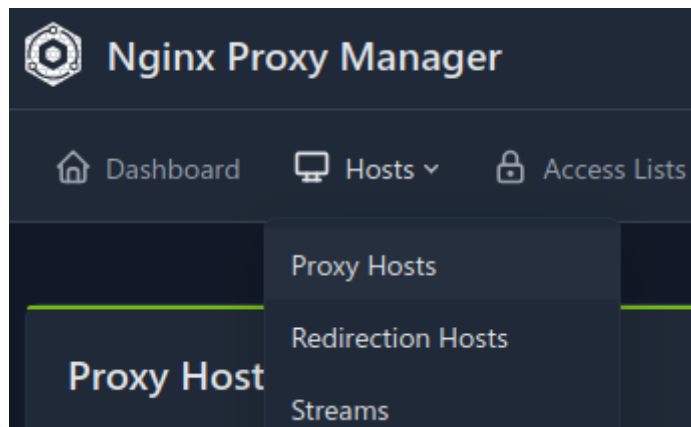 Nginx Proxy Manager
Dashboard Hosts Access Lists
Proxy Hosts
Redirection Hosts
Proxy Host
Streams